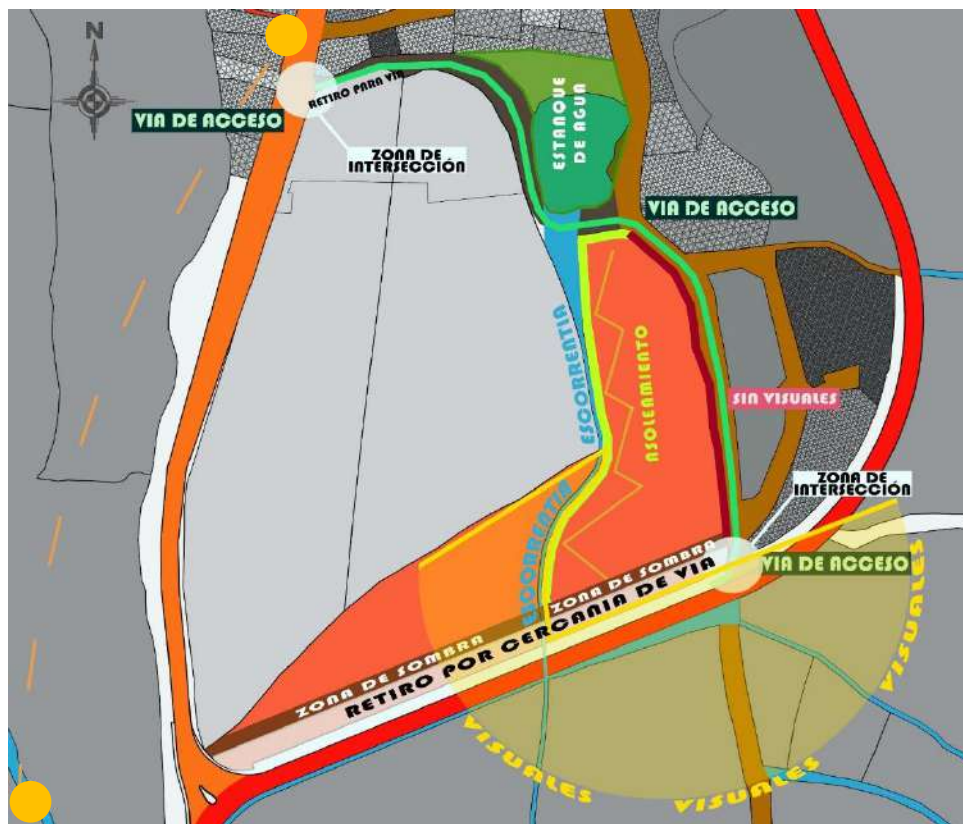 N
RETIRO PARA VIA
VIA DE ACCESO
ZONA DE
INTERSECCIÓN
ESTANQUE
DE AGUA
VIA DE ACCESO
ESCORRENTIA
ASOLEAMIENTO
SIN VISUALES
ZONA DE
INTERSECCIÓN
ESCORRENTIA
ZONA DE SOMBRA
VIA DE ACCESO
ZONA DE SOMBRA
RETIRO POR CERCANIA DE VIA
VISUALES
VISUALES
VISUALES